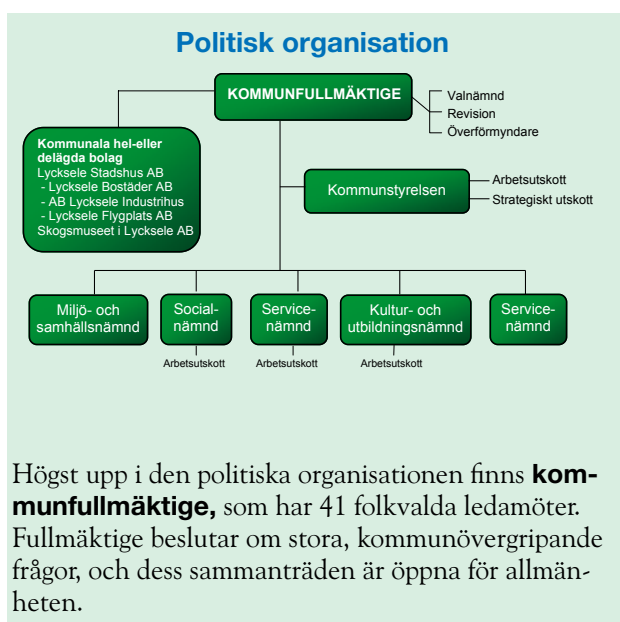 Politisk organisation
KOMMUNFULLMÄKTIGE
Valnämnd
Revision
Överförmyndare
Kommunala hel-eller
delägda bolag
Lycksele Stadshus AB
- Lycksele Bostäder AB
- AB Lycksele Industrihus
- Lycksele Flygplats AB
Skogsmuseet i Lycksele AB
Kommunstyrelsen
Arbetsutskott
Strategiskt utskott
Miljö- och
samhällsnämnd
Social-
nämnd
Arbetsutskott
Service-
nämnd
Arbetsutskott
Kultur- och
utbildningsnämnd
Arbetsutskott
Service-
nämnd
Högst upp i den politiska organisationen finns kom-
munfullmäktige, som har 41 folkvalda ledamöter.
Fullmäktige beslutar om stora, kommunövergripande
frågor, och dess sammanträden är öppna för allmän-
heten.